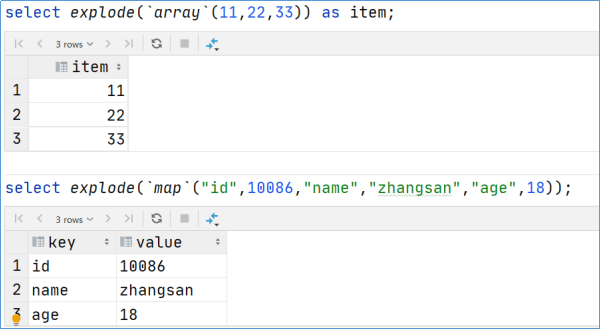 select explode(`array`(11,22,33)) as item;
3 rows
item
1 11
2 22
3 33
select explode(`map`("id",10086,"name","zhangsan","age",18));
3 rows
key value
1 id 10086
2 name zhangsan
3 age 18